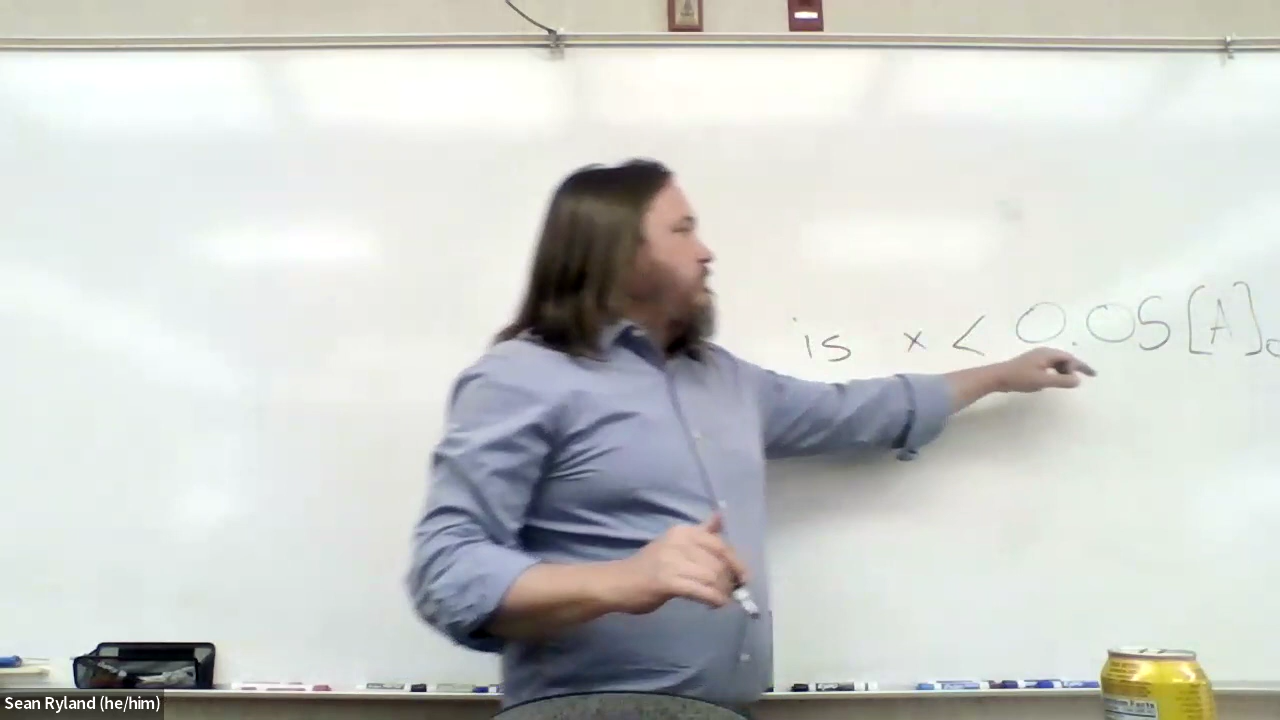 is x < 0.05 [A]o
Sean Ryland (he/him)